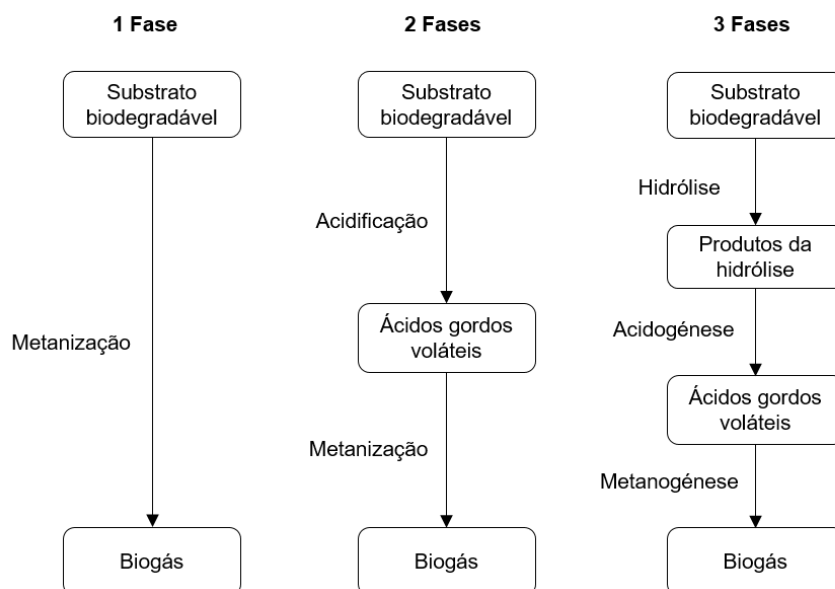 1 Fase
Substrato
biodegradável
Metanização
Biogás
2 Fases
Substrato
biodegradável
Acidificação
Ácidos gordos
voláteis
Metanização
Biogás
3 Fases
Substrato
biodegradável
Hidrólise
Produtos da
hidrólise
Acidogénese
Ácidos gordos
voláteis
Metanogénese
Biogás